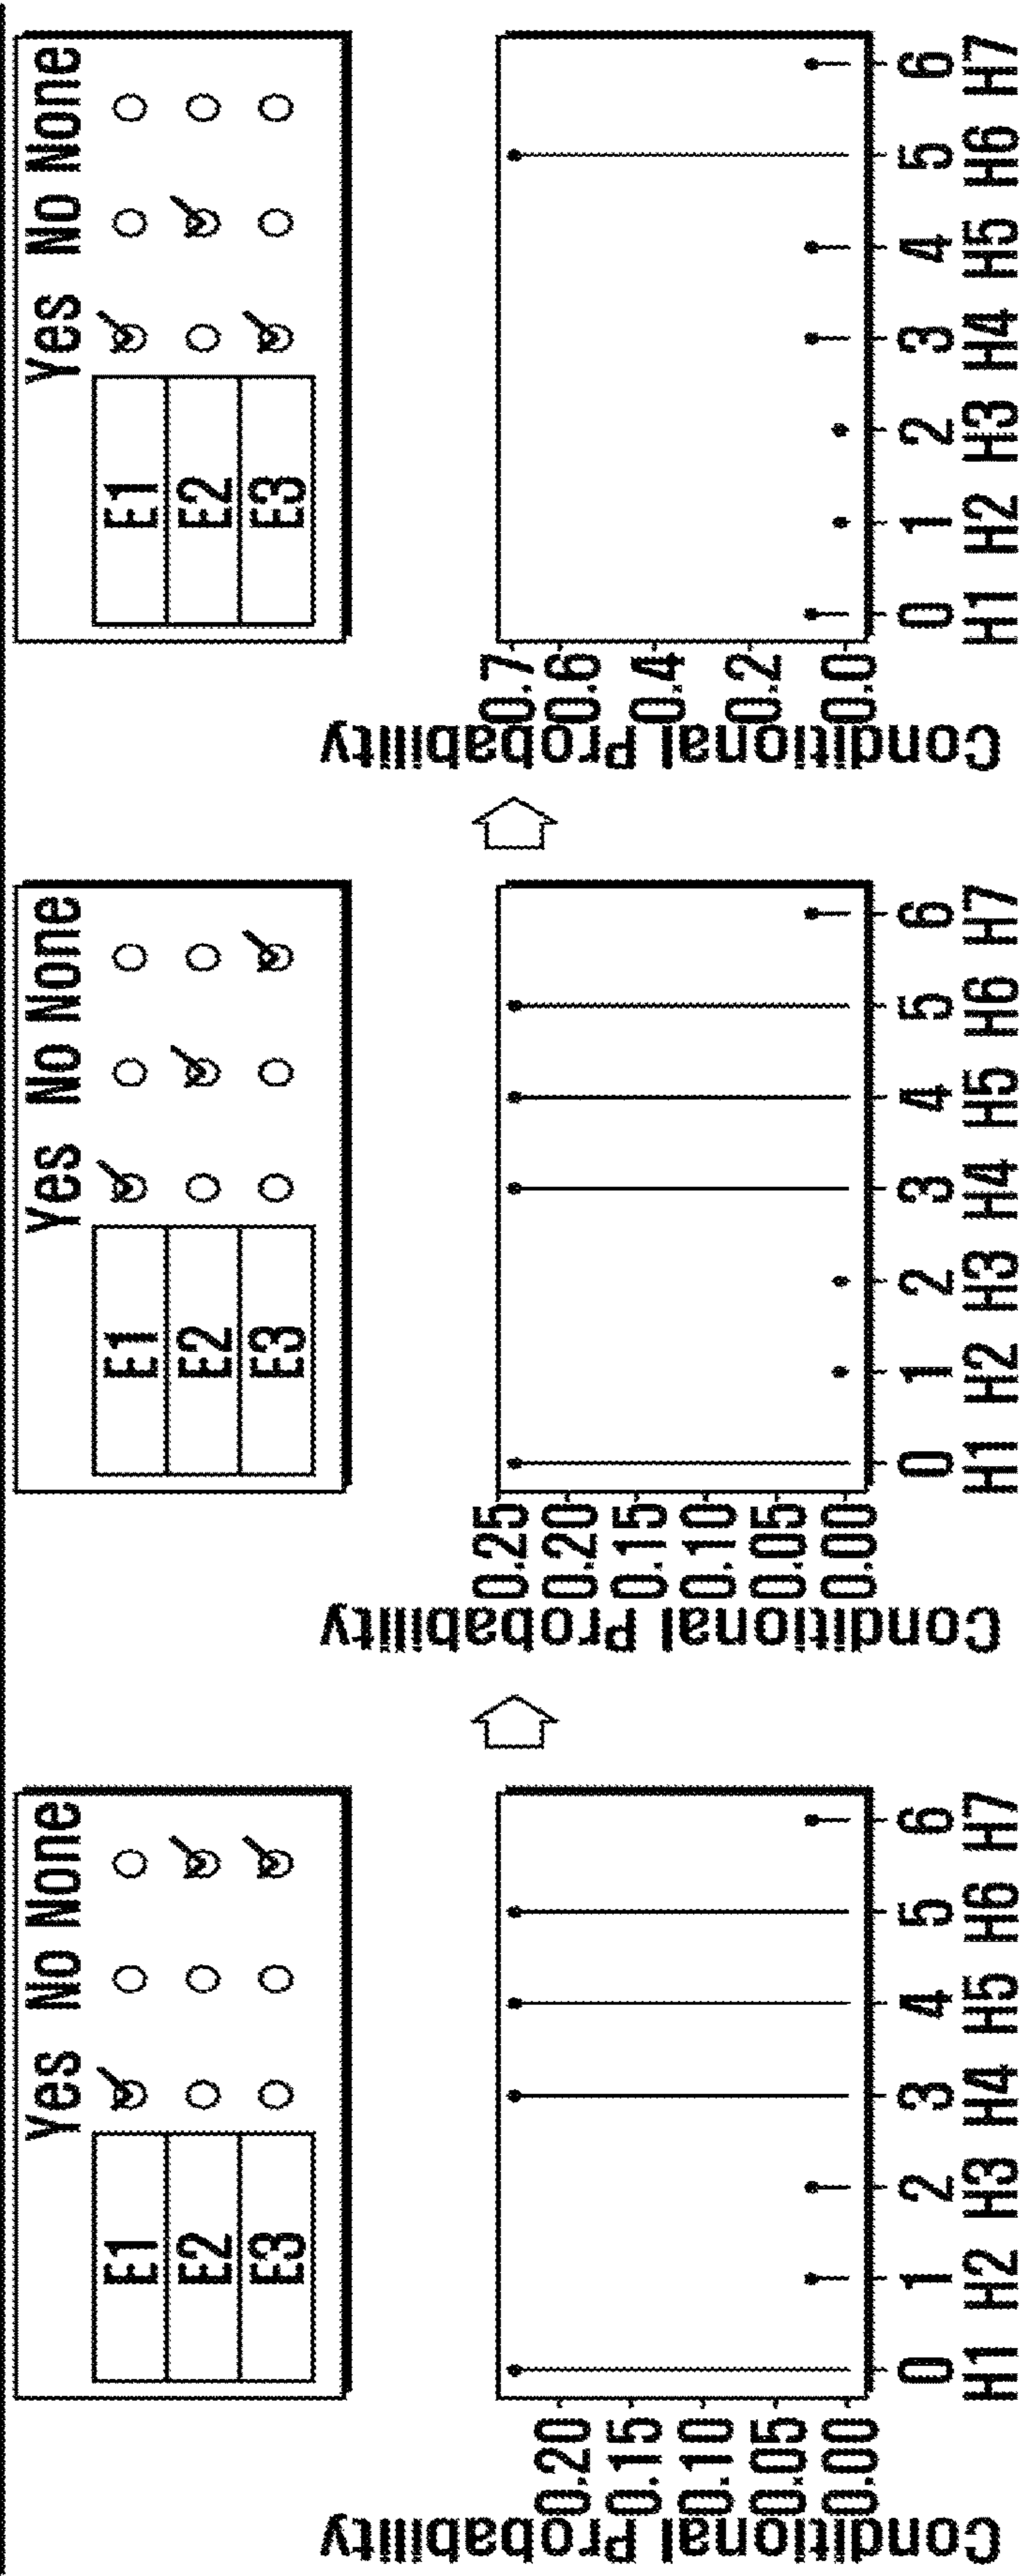 Yes No None
E1
E2
E3
Conditional Probability
0.20
0.15
0.10
0.05
0.00
0 1 2 3 4 5 6
H1 H2 H3 H4 H5 H6 H7
Yes No None
E1
E2
E3
Conditional Probability
0.25
0.20
0.15
0.10
0.05
0.00
0 1 2 3 4 5 6
H1 H2 H3 H4 H5 H6 H7
Yes No None
E1
E2
E3
Conditional Probability
0.7
0.6
0.4
0.2
0.0
0 1 2 3 4 5 6
H1 H2 H3 H4 H5 H6 H7